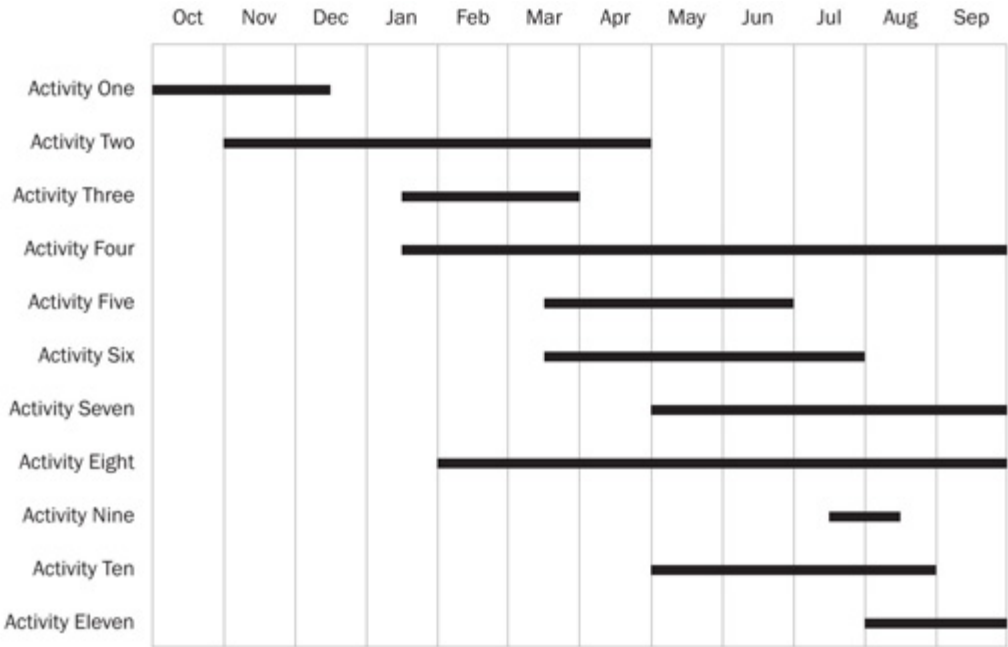 Oct Nov Dec Jan Feb Mar Apr May Jun Jul Aug Sep
Activity One
Activity Two
Activity Three
Activity Four
Activity Five
Activity Six
Activity Seven
Activity Eight
Activity Nine
Activity Ten
Activity Eleven